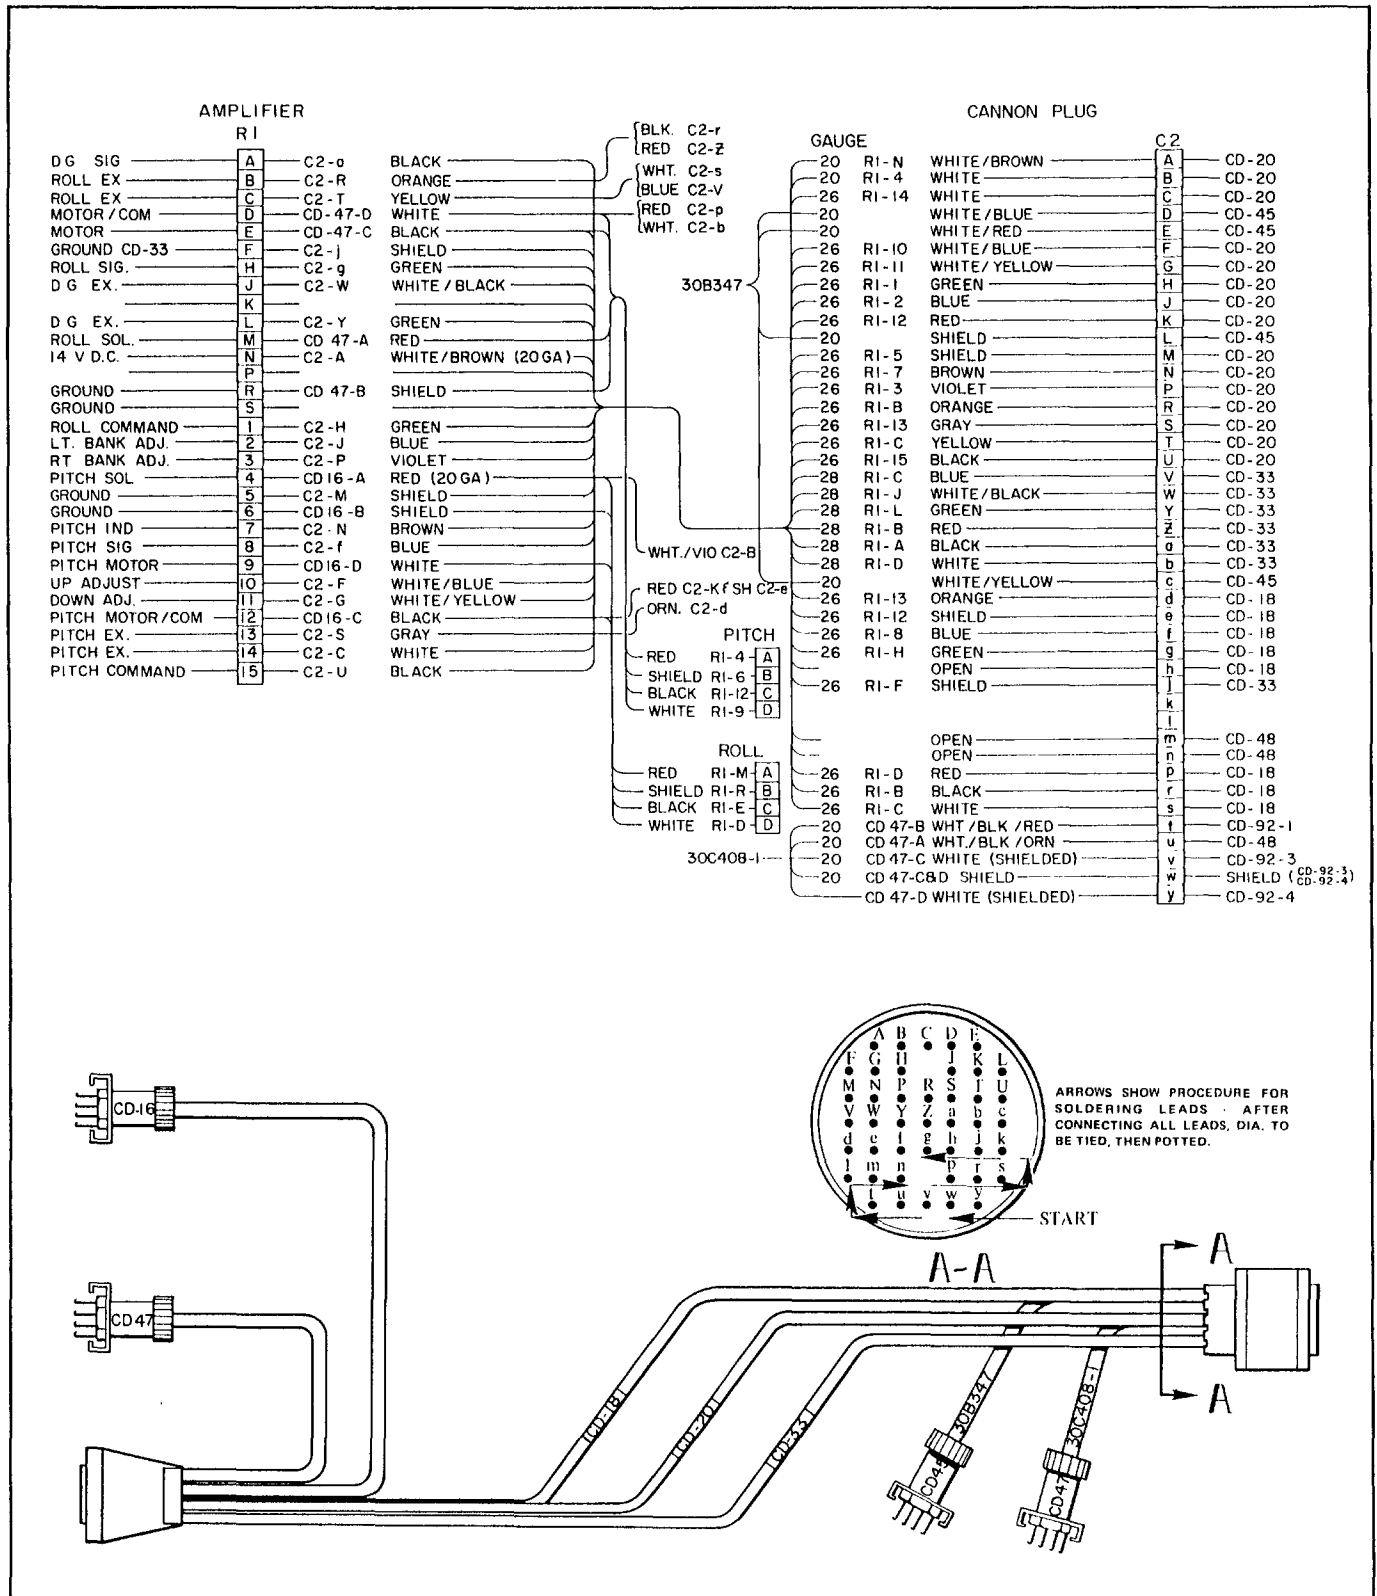 AMPLIFIER
R1
DG SIG A C2-a BLACK
ROLL EX B C2-R ORANGE
ROLL EX C C2-T YELLOW
MOTOR/COM D CD-47-D WHITE
MOTOR E CD-47-C BLACK
GROUND CD-33 F C2-j SHIELD
ROLL SIG. H C2-g GREEN
DG EX. J C2-W WHITE/BLACK
K
DG EX. L C2-Y GREEN
ROLL SOL. M CD 47-A RED
14 V D.C. N C2-A WHITE/BROWN (20GA)
P
GROUND R CD 47-B SHIELD
GROUND S
ROLL COMMAND 1 C2-H GREEN
LT. BANK ADJ. 2 C2-J BLUE
RT BANK ADJ. 3 C2-P VIOLET
PITCH SOL 4 CD16-A RED (20GA)
GROUND 5 C2-M SHIELD
GROUND 6 CD16-B SHIELD
PITCH IND 7 C2-N BROWN
PITCH SIG 8 C2-f BLUE
PITCH MOTOR 9 CD16-D WHITE
UP ADJUST 10 C2-F WHITE/BLUE
DOWN ADJ. 11 C2-G WHITE/YELLOW
PITCH MOTOR/COM 12 CD16-C BLACK
PITCH EX. 13 C2-S GRAY
PITCH EX. 14 C2-C WHITE
PITCH COMMAND 15 C2-U BLACK
BLK. C2-r
RED C2-Z
WHT. C2-s
BLUE C2-V
RED C2-p
WHT. C2-b
30B347
WHT./VIO C2-B
RED C2-K f SH C2-e
ORN. C2-d
PITCH
RED R1-4 A
SHIELD R1-6 B
BLACK R1-12 C
WHITE R1-9 D
ROLL
RED R1-M A
SHIELD R1-R B
BLACK R1-E C
WHITE R1-D D
30C408-1
CANNON PLUG
GAUGE C2
20 R1-N WHITE/BROWN A CD-20
20 R1-4 WHITE B CD-20
26 R1-14 WHITE C CD-20
20 WHITE/BLUE D CD-45
20 WHITE/RED E CD-45
26 R1-10 WHITE/BLUE F CD-20
26 R1-11 WHITE/YELLOW G CD-20
26 R1-1 GREEN H CD-20
26 R1-2 BLUE J CD-20
26 R1-12 RED K CD-20
20 SHIELD L CD-45
26 R1-5 SHIELD M CD-20
26 R1-7 BROWN N CD-20
26 R1-3 VIOLET P CD-20
26 R1-B ORANGE R CD-20
26 R1-13 GRAY S CD-20
26 R1-C YELLOW T CD-20
26 R1-15 BLACK U CD-20
28 R1-C BLUE V CD-33
28 R1-J WHITE/BLACK W CD-33
28 R1-L GREEN Y CD-33
28 R1-B RED Z CD-33
28 R1-A BLACK a CD-33
28 R1-D WHITE b CD-33
20 WHITE/YELLOW c CD-45
26 R1-13 ORANGE d CD-18
26 R1-12 SHIELD e CD-18
26 R1-8 BLUE f CD-18
26 R1-H GREEN g CD-18
OPEN h CD-18
26 R1-F SHIELD j CD-33
k
l
OPEN m CD-48
OPEN n CD-48
26 R1-D RED p CD-18
26 R1-B BLACK r CD-18
26 R1-C WHITE s CD-18
20 CD 47-B WHT/BLK/RED t CD-92-1
20 CD 47-A WHT./BLK/ORN u CD-48
20 CD 47-C WHITE (SHIELDED) v CD-92-3
20 CD 47-C&D SHIELD w SHIELD (CD-92-3 CD-92-4)
CD 47-D WHITE (SHIELDED) y CD-92-4
A B C D E
F G H J K L
M N P R S T U
V W Y Z a b c
d e f g h j k
l m n p r s
t u v w y
START
ARROWS SHOW PROCEDURE FOR
SOLDERING LEADS · AFTER
CONNECTING ALL LEADS, DIA. TO
BE TIED, THEN POTTED.
A-A
A
A
CD-16
CD47
CD-18
CD-20
CD-33
30B347
30C408-1
CD45
CD47